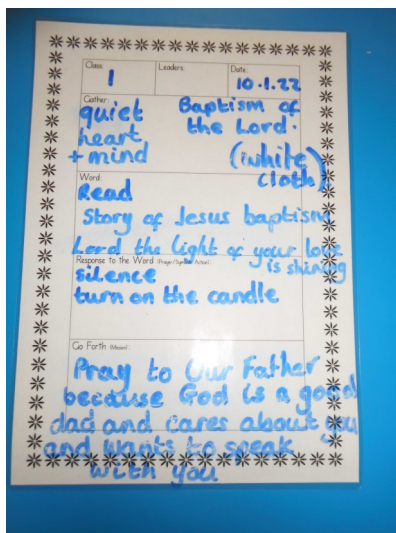 Class:
1
Leaders:
Date:
10.1.22
Gather:
quiet
heart
+ mind
Baptism of
the Lord.
(white
cloth)
Word:
Read
Story of Jesus baptism
Lord the light of your love
is shining
Response to the Word (Prayer/Symbol/Action):
silence
turn on the candle
Go Forth (Mission):
Pray to Our Father
because God is a good
dad and cares about you
and wants to speak
with you